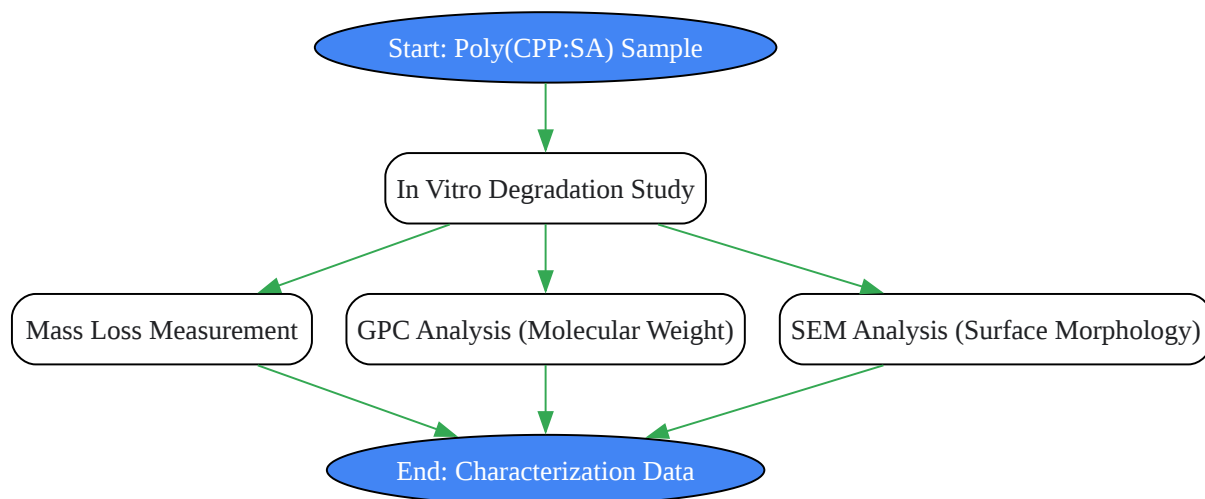 Start: Poly(CPP:SA) Sample
In Vitro Degradation Study
Mass Loss Measurement
GPC Analysis (Molecular Weight)
SEM Analysis (Surface Morphology)
End: Characterization Data